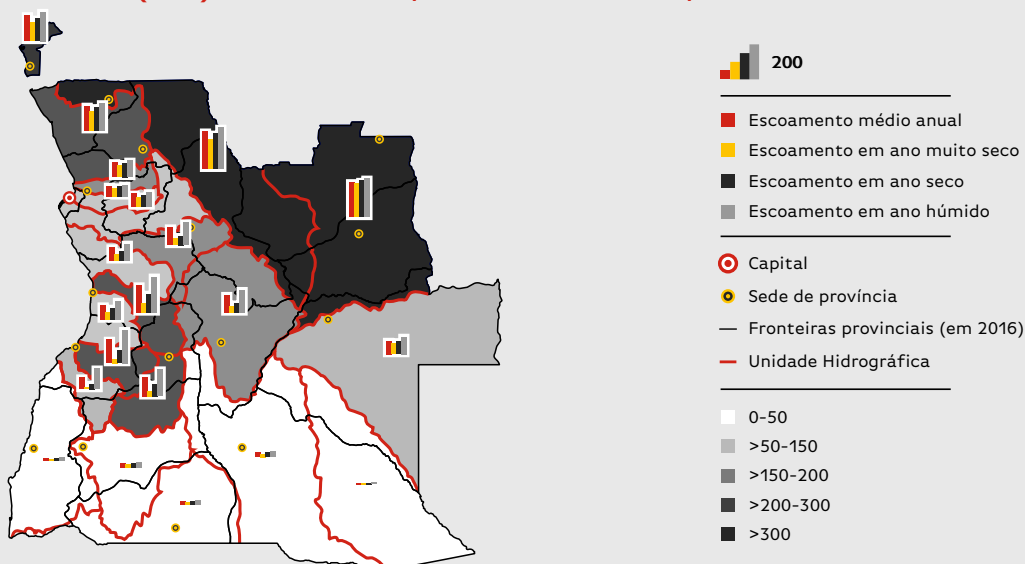 200
Escoamento médio anual
Escoamento em ano muito seco
Escoamento em ano seco
Escoamento em ano húmido
Capital
Sede de província
Fronteiras provinciais (em 2016)
Unidade Hidrográfica
0-50
>50-150
>150-200
>200-300
>300